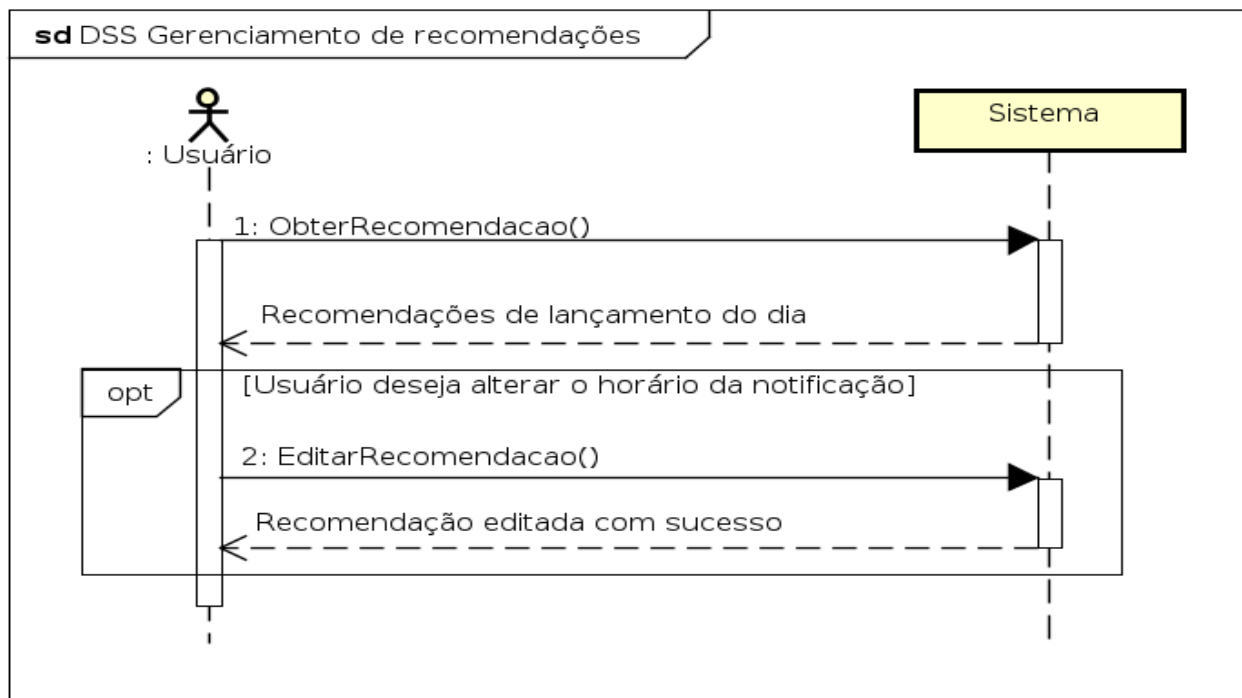 sd DSS Gerenciamento de recomendações
: Usuário
Sistema
1: ObterRecomendacao()
Recomendações de lançamento do dia
opt
[Usuário deseja alterar o horário da notificação]
2: EditarRecomendacao()
Recomendação editada com sucesso